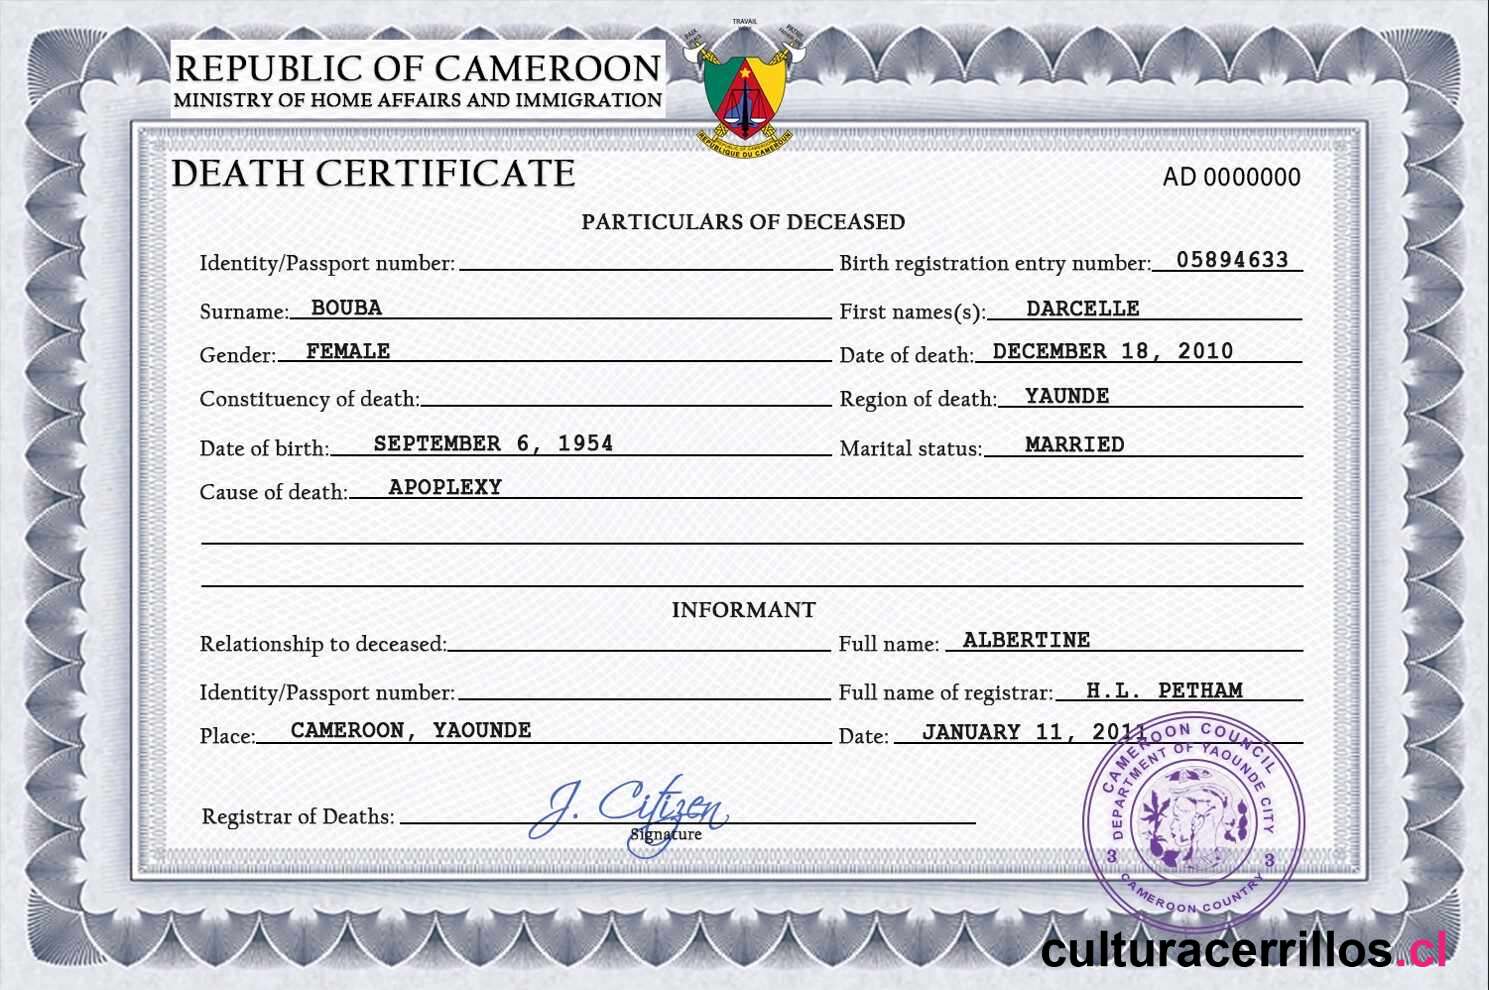 TRAVAIL
REPUBLIC OF CAMEROON
MINISTRY OF HOME AFFAIRS AND IMMIGRATION
REPUBLIC OF CAMEROON
REPUBLIQUE DU CAMEROUN
DEATH CERTIFICATE
AD 0000000
PARTICULARS OF DECEASED
Identity/Passport number: Birth registration entry number: 05894633
Surname: BOUBA First names(s): DARCELLE
Gender: FEMALE Date of death: DECEMBER 18, 2010
Constituency of death: Region of death: YAUNDE
Date of birth: SEPTEMBER 6, 1954 Marital status: MARRIED
Cause of death: APOPLEXY
INFORMANT
Relationship to deceased: Full name: ALBERTINE
Identity/Passport number: Full name of registrar: H.L. PETHAM
Place: CAMEROON, YAOUNDE Date: JANUARY 11, 2011
Registrar of Deaths: J. Citizen
Signature
CAMEROON COUNCIL
DEPARTMENT OF YAOUNDE CITY
3 3
CAMEROON COUNTRY
culturacerrillos.cl